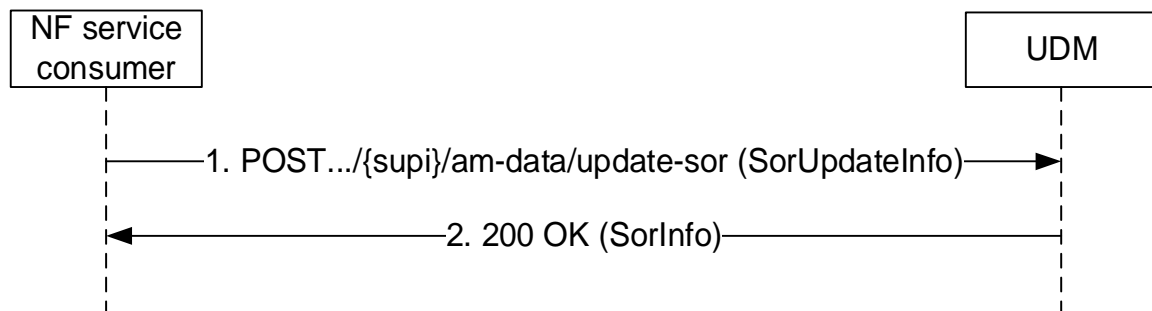 NF service
consumer
UDM
1. POST.../{supi}/am-data/update-sor (SorUpdateInfo)
2. 200 OK (SorInfo)